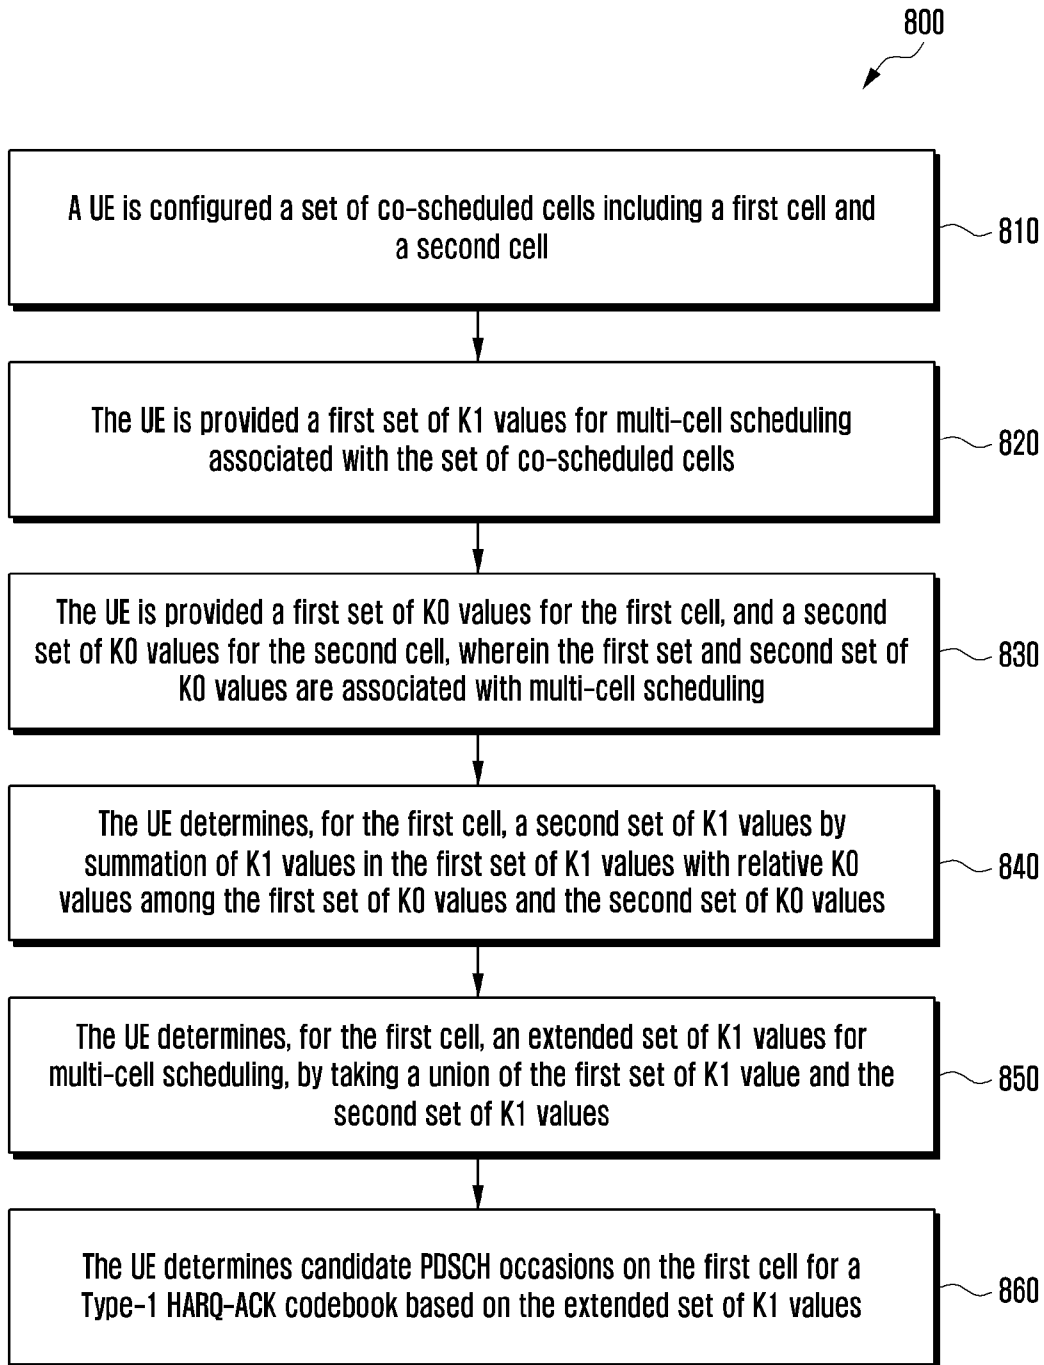 800
A UE is configured a set of co-scheduled cells including a first cell and
a second cell
810
The UE is provided a first set of K1 values for multi-cell scheduling
associated with the set of co-scheduled cells
820
The UE is provided a first set of K0 values for the first cell, and a second
set of K0 values for the second cell, wherein the first set and second set of
K0 values are associated with multi-cell scheduling
830
The UE determines, for the first cell, a second set of K1 values by
summation of K1 values in the first set of K1 values with relative K0
values among the first set of K0 values and the second set of K0 values
840
The UE determines, for the first cell, an extended set of K1 values for
multi-cell scheduling, by taking a union of the first set of K1 value and the
second set of K1 values
850
The UE determines candidate PDSCH occasions on the first cell for a
Type-1 HARQ-ACK codebook based on the extended set of K1 values
860